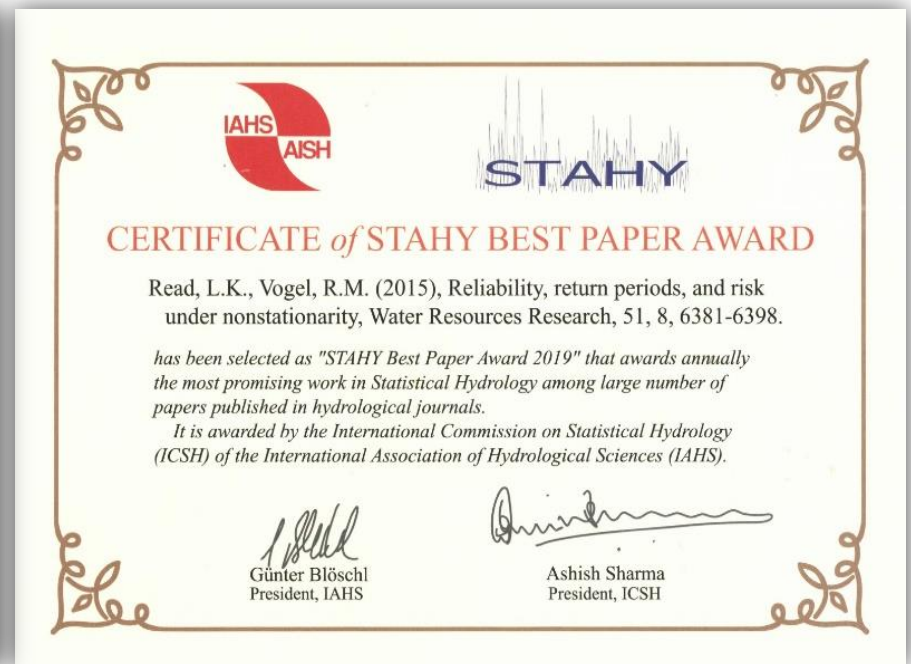 IAHS
AISH
STAHY
CERTIFICATE of STAHY BEST PAPER AWARD
Read, L.K., Vogel, R.M. (2015), Reliability, return periods, and risk
under nonstationarity, Water Resources Research, 51, 8, 6381-6398.
has been selected as "STAHY Best Paper Award 2019" that awards annually
the most promising work in Statistical Hydrology among large number of
papers published in hydrological journals.
It is awarded by the International Commission on Statistical Hydrology
(ICSH) of the International Association of Hydrological Sciences (IAHS).
Günter Blöschl
President, IAHS
Ashish Sharma
President, ICSH